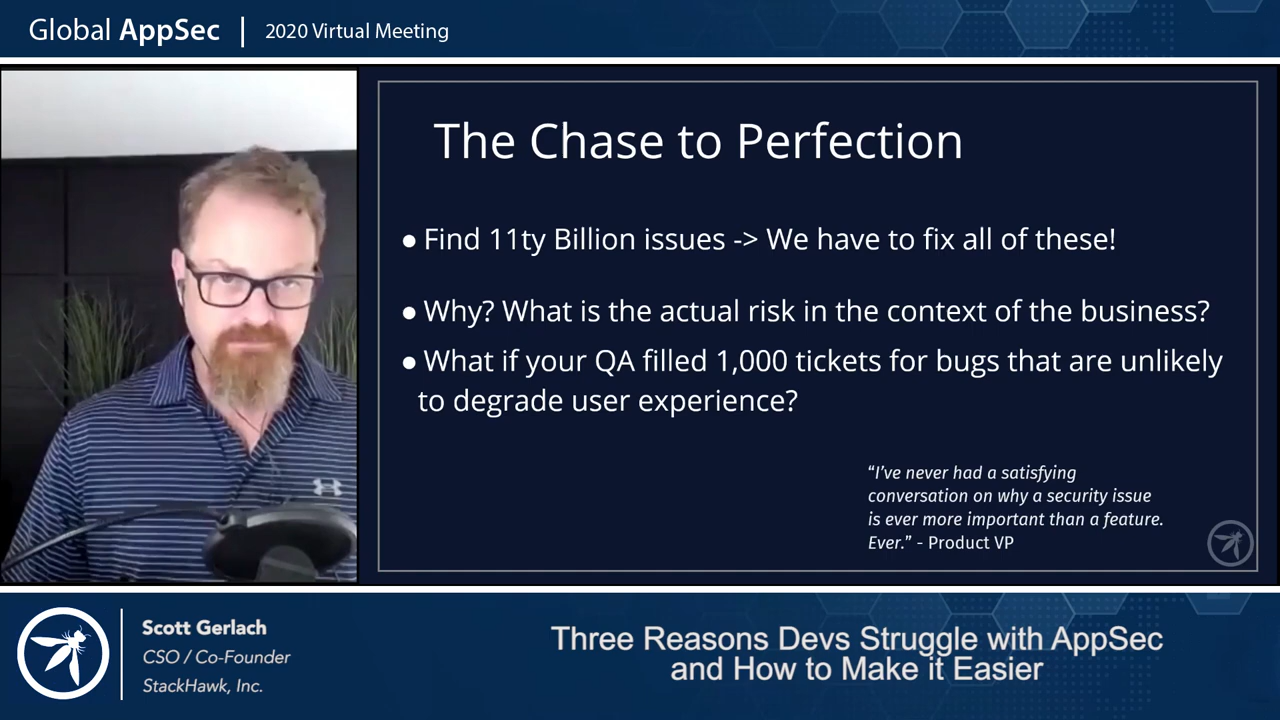 Global AppSec | 2020 Virtual Meeting
The Chase to Perfection
● Find 11ty Billion issues -> We have to fix all of these!
● Why? What is the actual risk in the context of the business?
● What if your QA filled 1,000 tickets for bugs that are unlikely
to degrade user experience?
“I’ve never had a satisfying
conversation on why a security issue
is ever more important than a feature.
Ever.” - Product VP
Scott Gerlach
CSO / Co-Founder
StackHawk, Inc.
Three Reasons Devs Struggle with AppSec
and How to Make it Easier